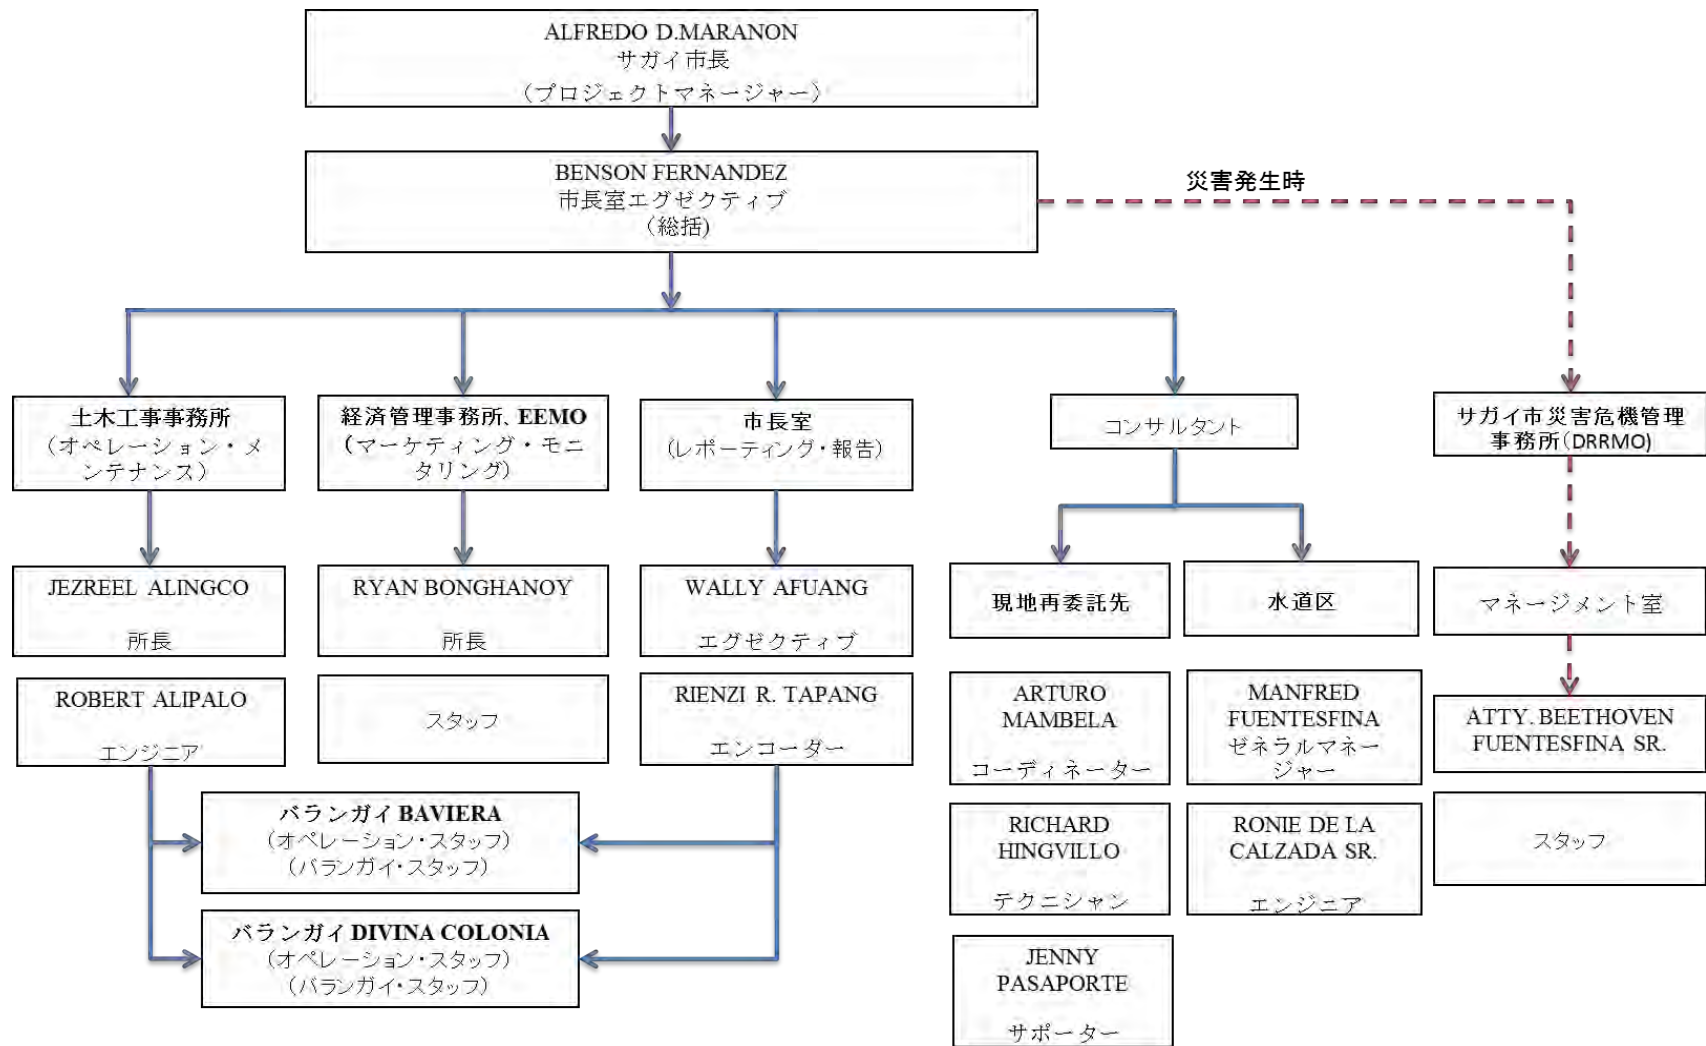 ALFREDO D.MARANON
サガイ市長
（プロジェクトマネージャー）
BENSON FERNANDEZ
市長室エグゼクティブ
（総括)
災害発生時
土木工事事務所
（オペレーション・メ
ンテナンス）
経済管理事務所、EEMO
（マーケティング・モニ
タリング）
市長室
（レポーティング・報告）
コンサルタント
サガイ市災害危機管理
事務所（DRRMO)
JEZREEL ALINGCO
所長
RYAN BONGHANOY
所長
WALLY AFUANG
エグゼクティブ
現地再委託先
水道区
マネージメント室
ROBERT ALIPALO
エンジニア
スタッフ
RIENZI R. TAPANG
エンコーダー
ARTURO
MAMBELA
コーディネーター
MANFRED
FUENTESFINA
ゼネラルマネー
ジャー
ATTY. BEETHOVEN
FUENTESFINA SR.
バランガイ BAVIERA
（オペレーション・スタッフ）
（バランガイ・スタッフ）
RICHARD
HINGVILLO
テクニシャン
RONIE DE LA
CALZADA SR.
エンジニア
スタッフ
バランガイ DIVINA COLONIA
（オペレーション・スタッフ）
（バランガイ・スタッフ）
JENNY
PASAPORTE
サポーター